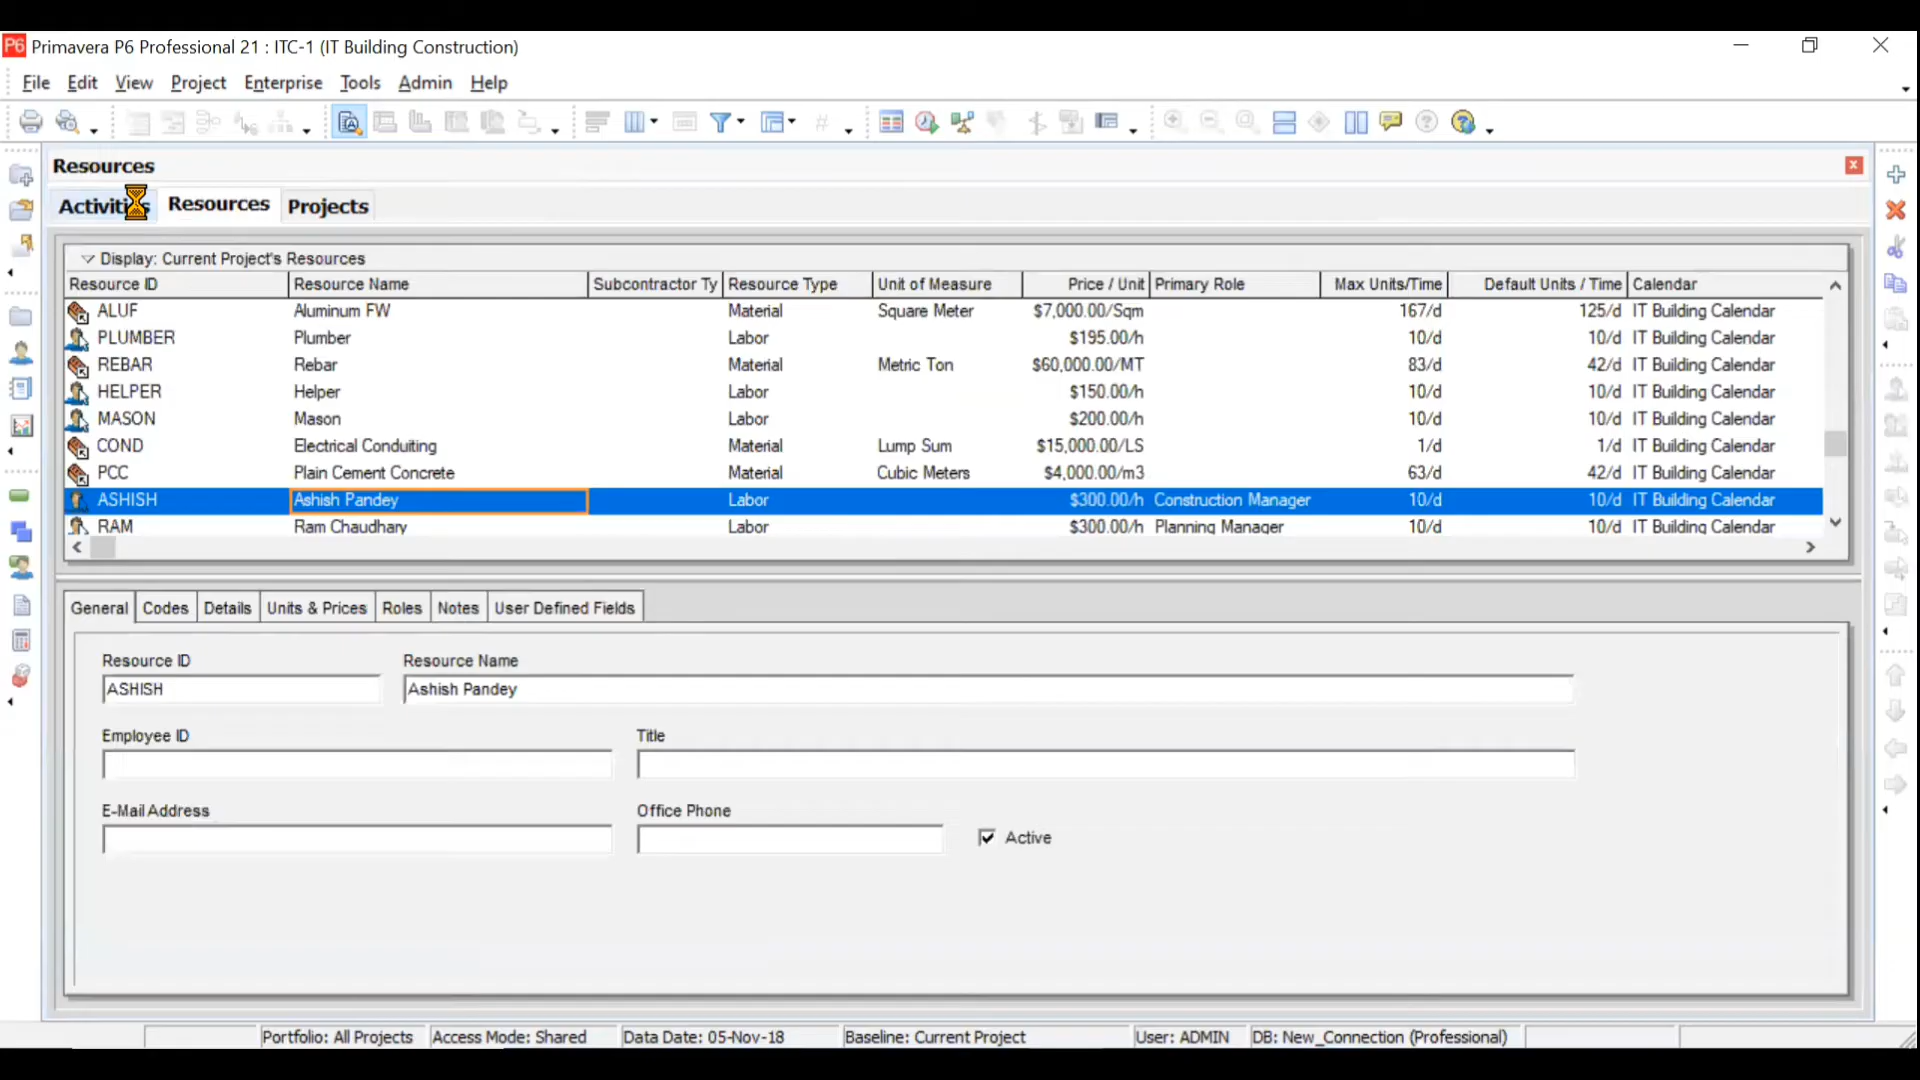 P6 Primavera P6 Professional 21 : ITC-1 (IT Building Construction)
File Edit View Project Enterprise Tools Admin Help
Resources
Activities Resources Projects
Display: Current Project's Resources
Resource ID Resource Name Subcontractor Ty Resource Type Unit of Measure Price / Unit Primary Role Max Units/Time Default Units / Time Calendar
ALUF Aluminum FW Material Square Meter $7,000.00/Sqm 167/d 125/d IT Building Calendar
PLUMBER Plumber Labor $195.00/h 10/d 10/d IT Building Calendar
REBAR Rebar Material Metric Ton $60,000.00/MT 83/d 42/d IT Building Calendar
HELPER Helper Labor $150.00/h 10/d 10/d IT Building Calendar
MASON Mason Labor $200.00/h 10/d 10/d IT Building Calendar
COND Electrical Conduiting Material Lump Sum $15,000.00/LS 1/d 1/d IT Building Calendar
PCC Plain Cement Concrete Material Cubic Meters $4,000.00/m3 63/d 42/d IT Building Calendar
ASHISH Ashish Pandey Labor $300.00/h Construction Manager 10/d 10/d IT Building Calendar
RAM Ram Chaudhary Labor $300.00/h Planning Manager 10/d 10/d IT Building Calendar
General Codes Details Units & Prices Roles Notes User Defined Fields
Resource ID Resource Name
ASHISH Ashish Pandey
Employee ID Title
E-Mail Address Office Phone
Active
Portfolio: All Projects Access Mode: Shared Data Date: 05-Nov-18 Baseline: Current Project User: ADMIN DB: New_Connection (Professional)